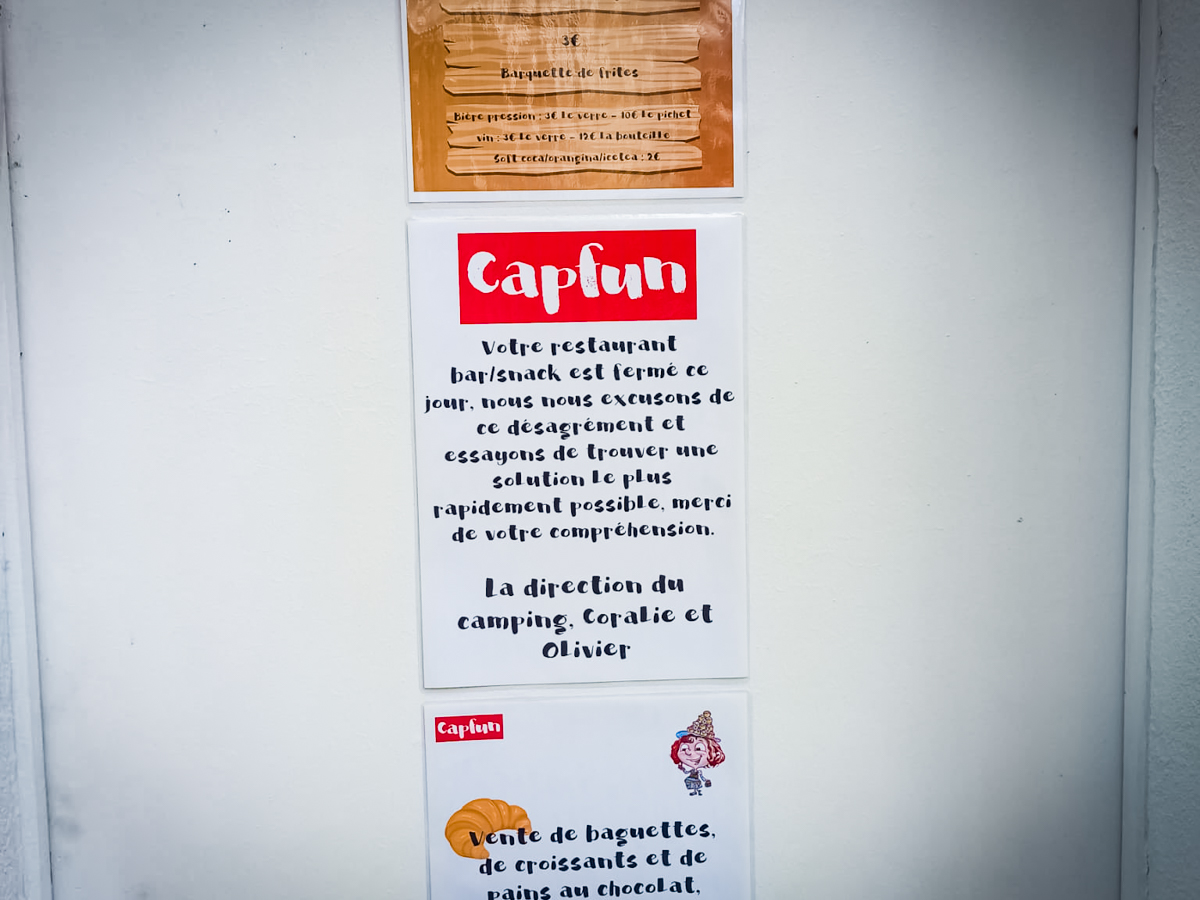 3€
Barquette de frites
Bière pression : 3€ le verre - 10€ le pichet
vin : 3€ le verre - 12€ la bouteille
Soft coca/orangina/icetea : 2€
Capfun
Votre restaurant
bar/snack est fermé ce
jour, nous nous excusons de
ce désagrément et
essayons de trouver une
solution le plus
rapidement possible, merci
de votre compréhension.
La direction du
camping, Coralie et
Olivier
Capfun
Vente de baguettes,
de croissants et de
pains au chocolat,